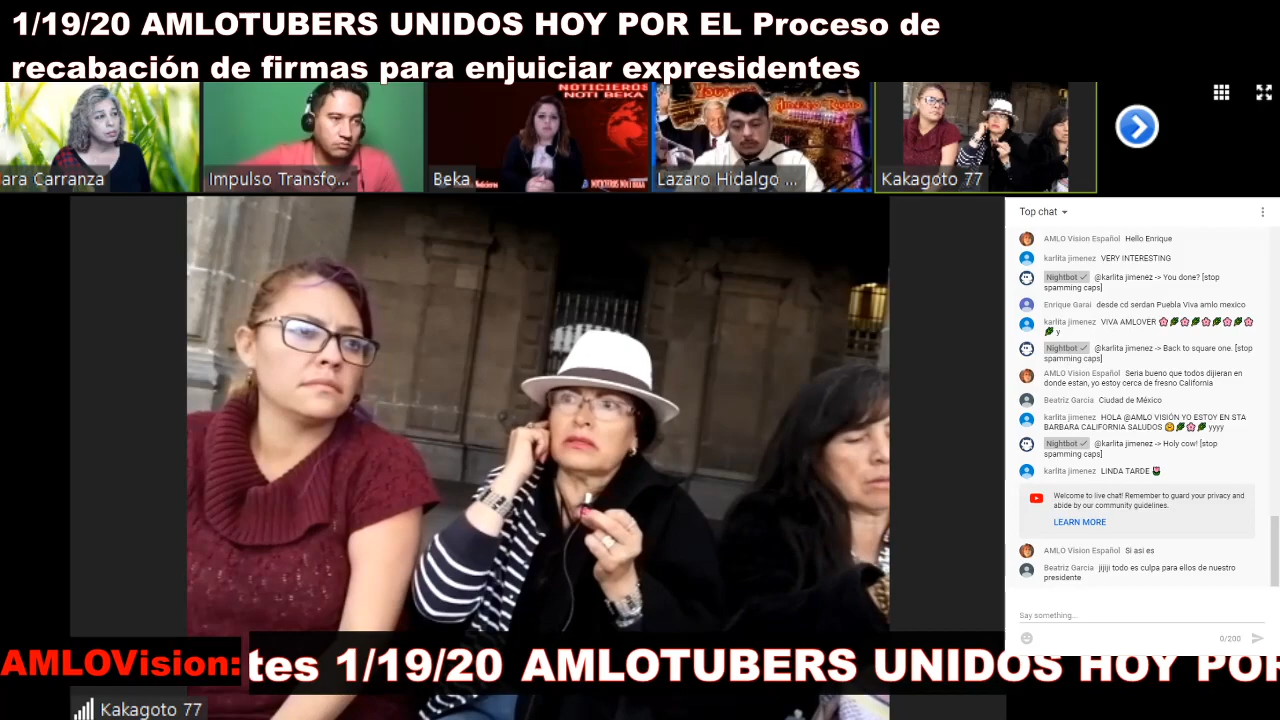 1/19/20 AMLOTUBERS UNIDOS HOY POR EL Proceso de
recabación de firmas para enjuiciar expresidentes
ara Carranza
Impulso Transfo...
NOTICIEROS
NOTI BEKA
Beka
Noticieros
NOTICIEROS NOTI BEKA
Lazaro Hidalgo ...
Kakagoto 77
Top chat
AMLO Vision Español Hello Enrique
karlita jimenez VERY INTERESTING
Nightbot @karlita jimenez -> You done? [stop
spamming caps]
Enrique Garai desde cd serdan Puebla Viva amlo mexico
karlita jimenez VIVA AMLOVER
y
Nightbot @karlita jimenez -> Back to square one. [stop
spamming caps]
AMLO Vision Español Seria bueno que todos dijieran en
donde estan, yo estoy cerca de fresno California
Beatriz Garcia Ciudad de México
karlita jimenez HOLA @AMLO VISIÓN YO ESTOY EN STA
BARBARA CALIFORNIA SALUDOS yyyy
Nightbot @karlita jimenez -> Holy cow! [stop
spamming caps]
karlita jimenez LINDA TARDE
Welcome to live chat! Remember to guard your privacy and
abide by our community guidelines.
LEARN MORE
AMLO Vision Español Si asi es
Beatriz Garcia jijiji todo es culpa para ellos de nuestro
presidente
Say something...
0/200
AMLOVision: tes 1/19/20 AMLOTUBERS UNIDOS HOY POR
Kakagoto 77